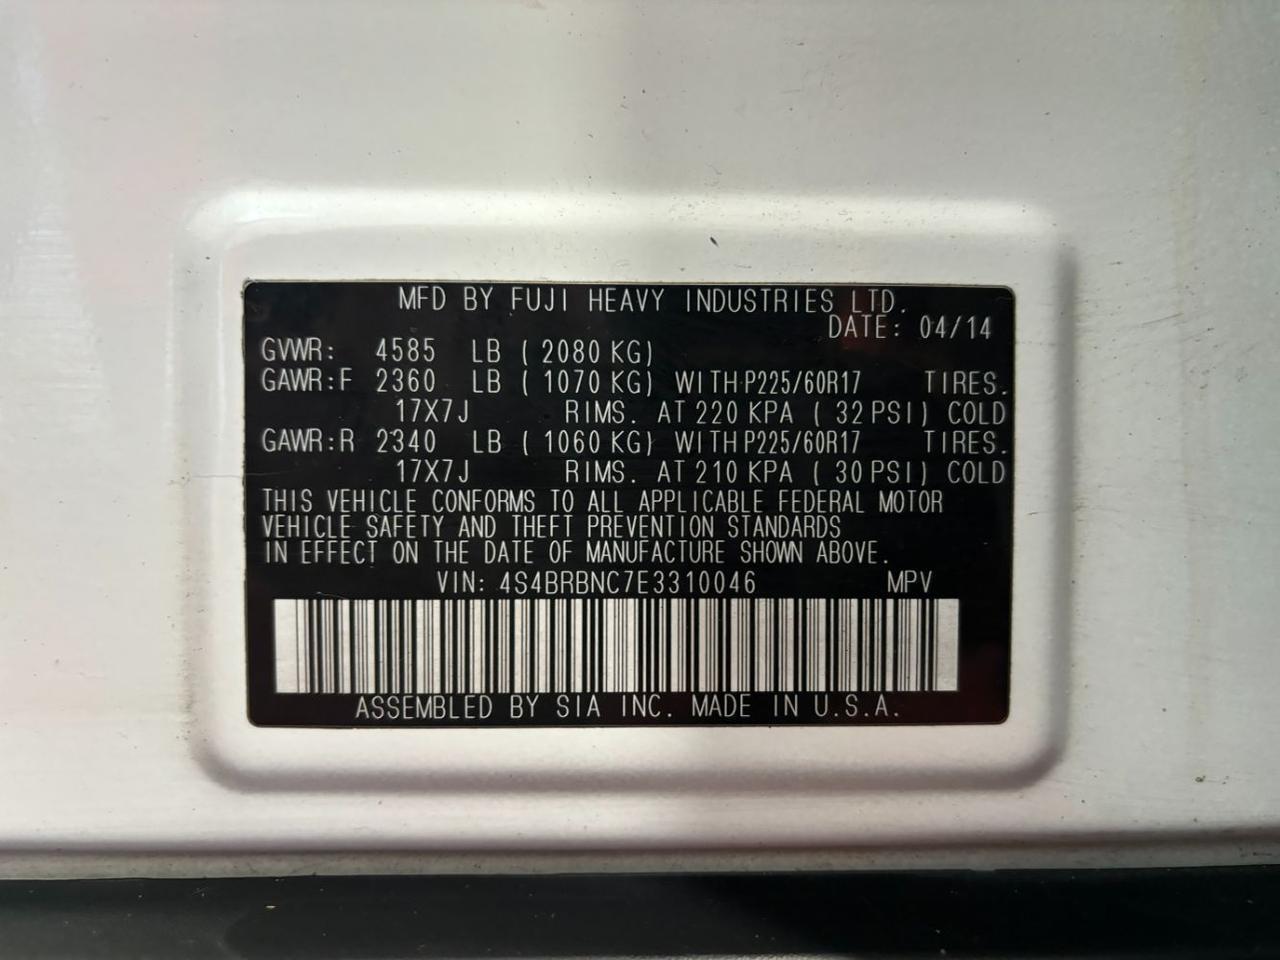 MFD BY FUJI HEAVY INDUSTRIES LTD.
DATE: 04/14
GVWR: 4585 LB (2080 KG)
GAWR:F 2360 LB (1070 KG) WITH P225/60R17 TIRES.
17X7J RIMS. AT 220 KPA (32 PSI) COLD
GAWR:R 2340 LB (1060 KG) WITH P225/60R17 TIRES.
17X7J RIMS. AT 210 KPA (30 PSI) COLD
THIS VEHICLE CONFORMS TO ALL APPLICABLE FEDERAL MOTOR
VEHICLE SAFETY AND THEFT PREVENTION STANDARDS
IN EFFECT ON THE DATE OF MANUFACTURE SHOWN ABOVE.
VIN: 4S4BRBNC7E3310046 MPV
ASSEMBLED BY SIA INC. MADE IN U.S.A.